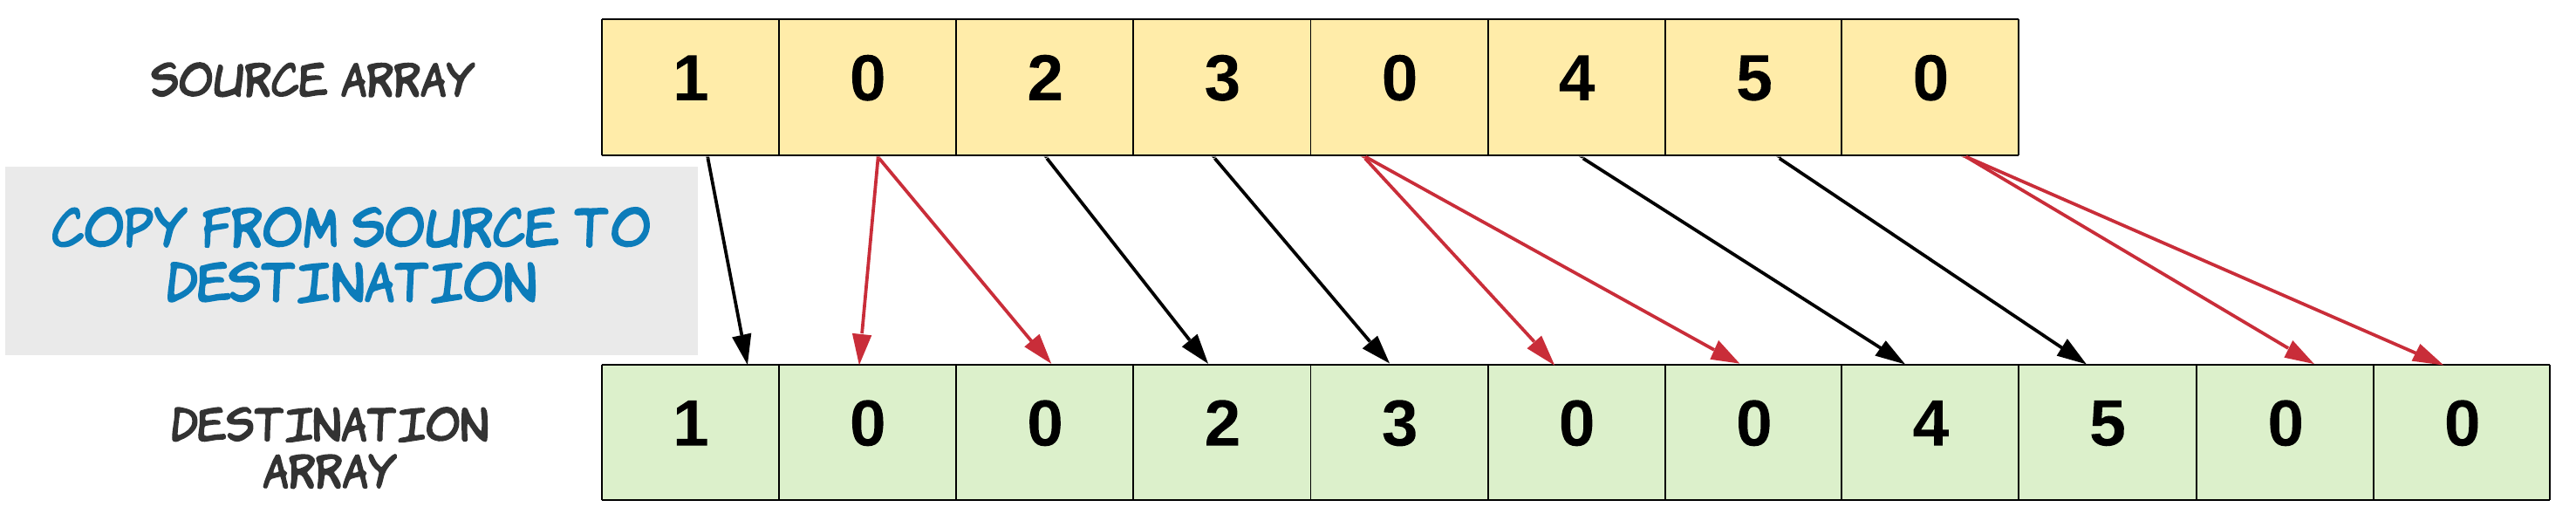 SOURCE ARRAY
1 0 2 3 0 4 5 0
COPY FROM SOURCE TO
DESTINATION
DESTINATION
ARRAY
1 0 0 2 3 0 0 4 5 0 0